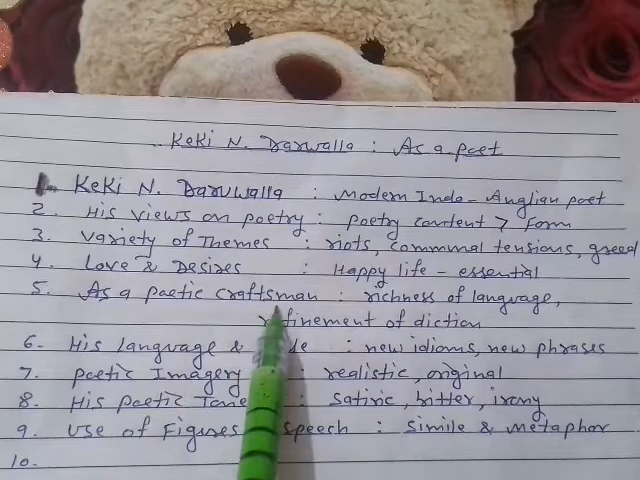 Keki N. Daruwalla : As a poet
1. Keki N. Daruwalla : Modern Indo-Anglian poet
2. His views on poetry : Poetry content > Form
3. Variety of Themes : riots, communal tensions, greed
4. Love & Desires : Happy life - essential
5. As a poetic craftsman : richness of language,
refinement of diction
6. His language & : new idioms, new phrases
7. Poetic Imagery : realistic, original
8. His Poetic Tone : satiric, bitter, irony
9. Use of Figures speech : Simile & Metaphor
10.